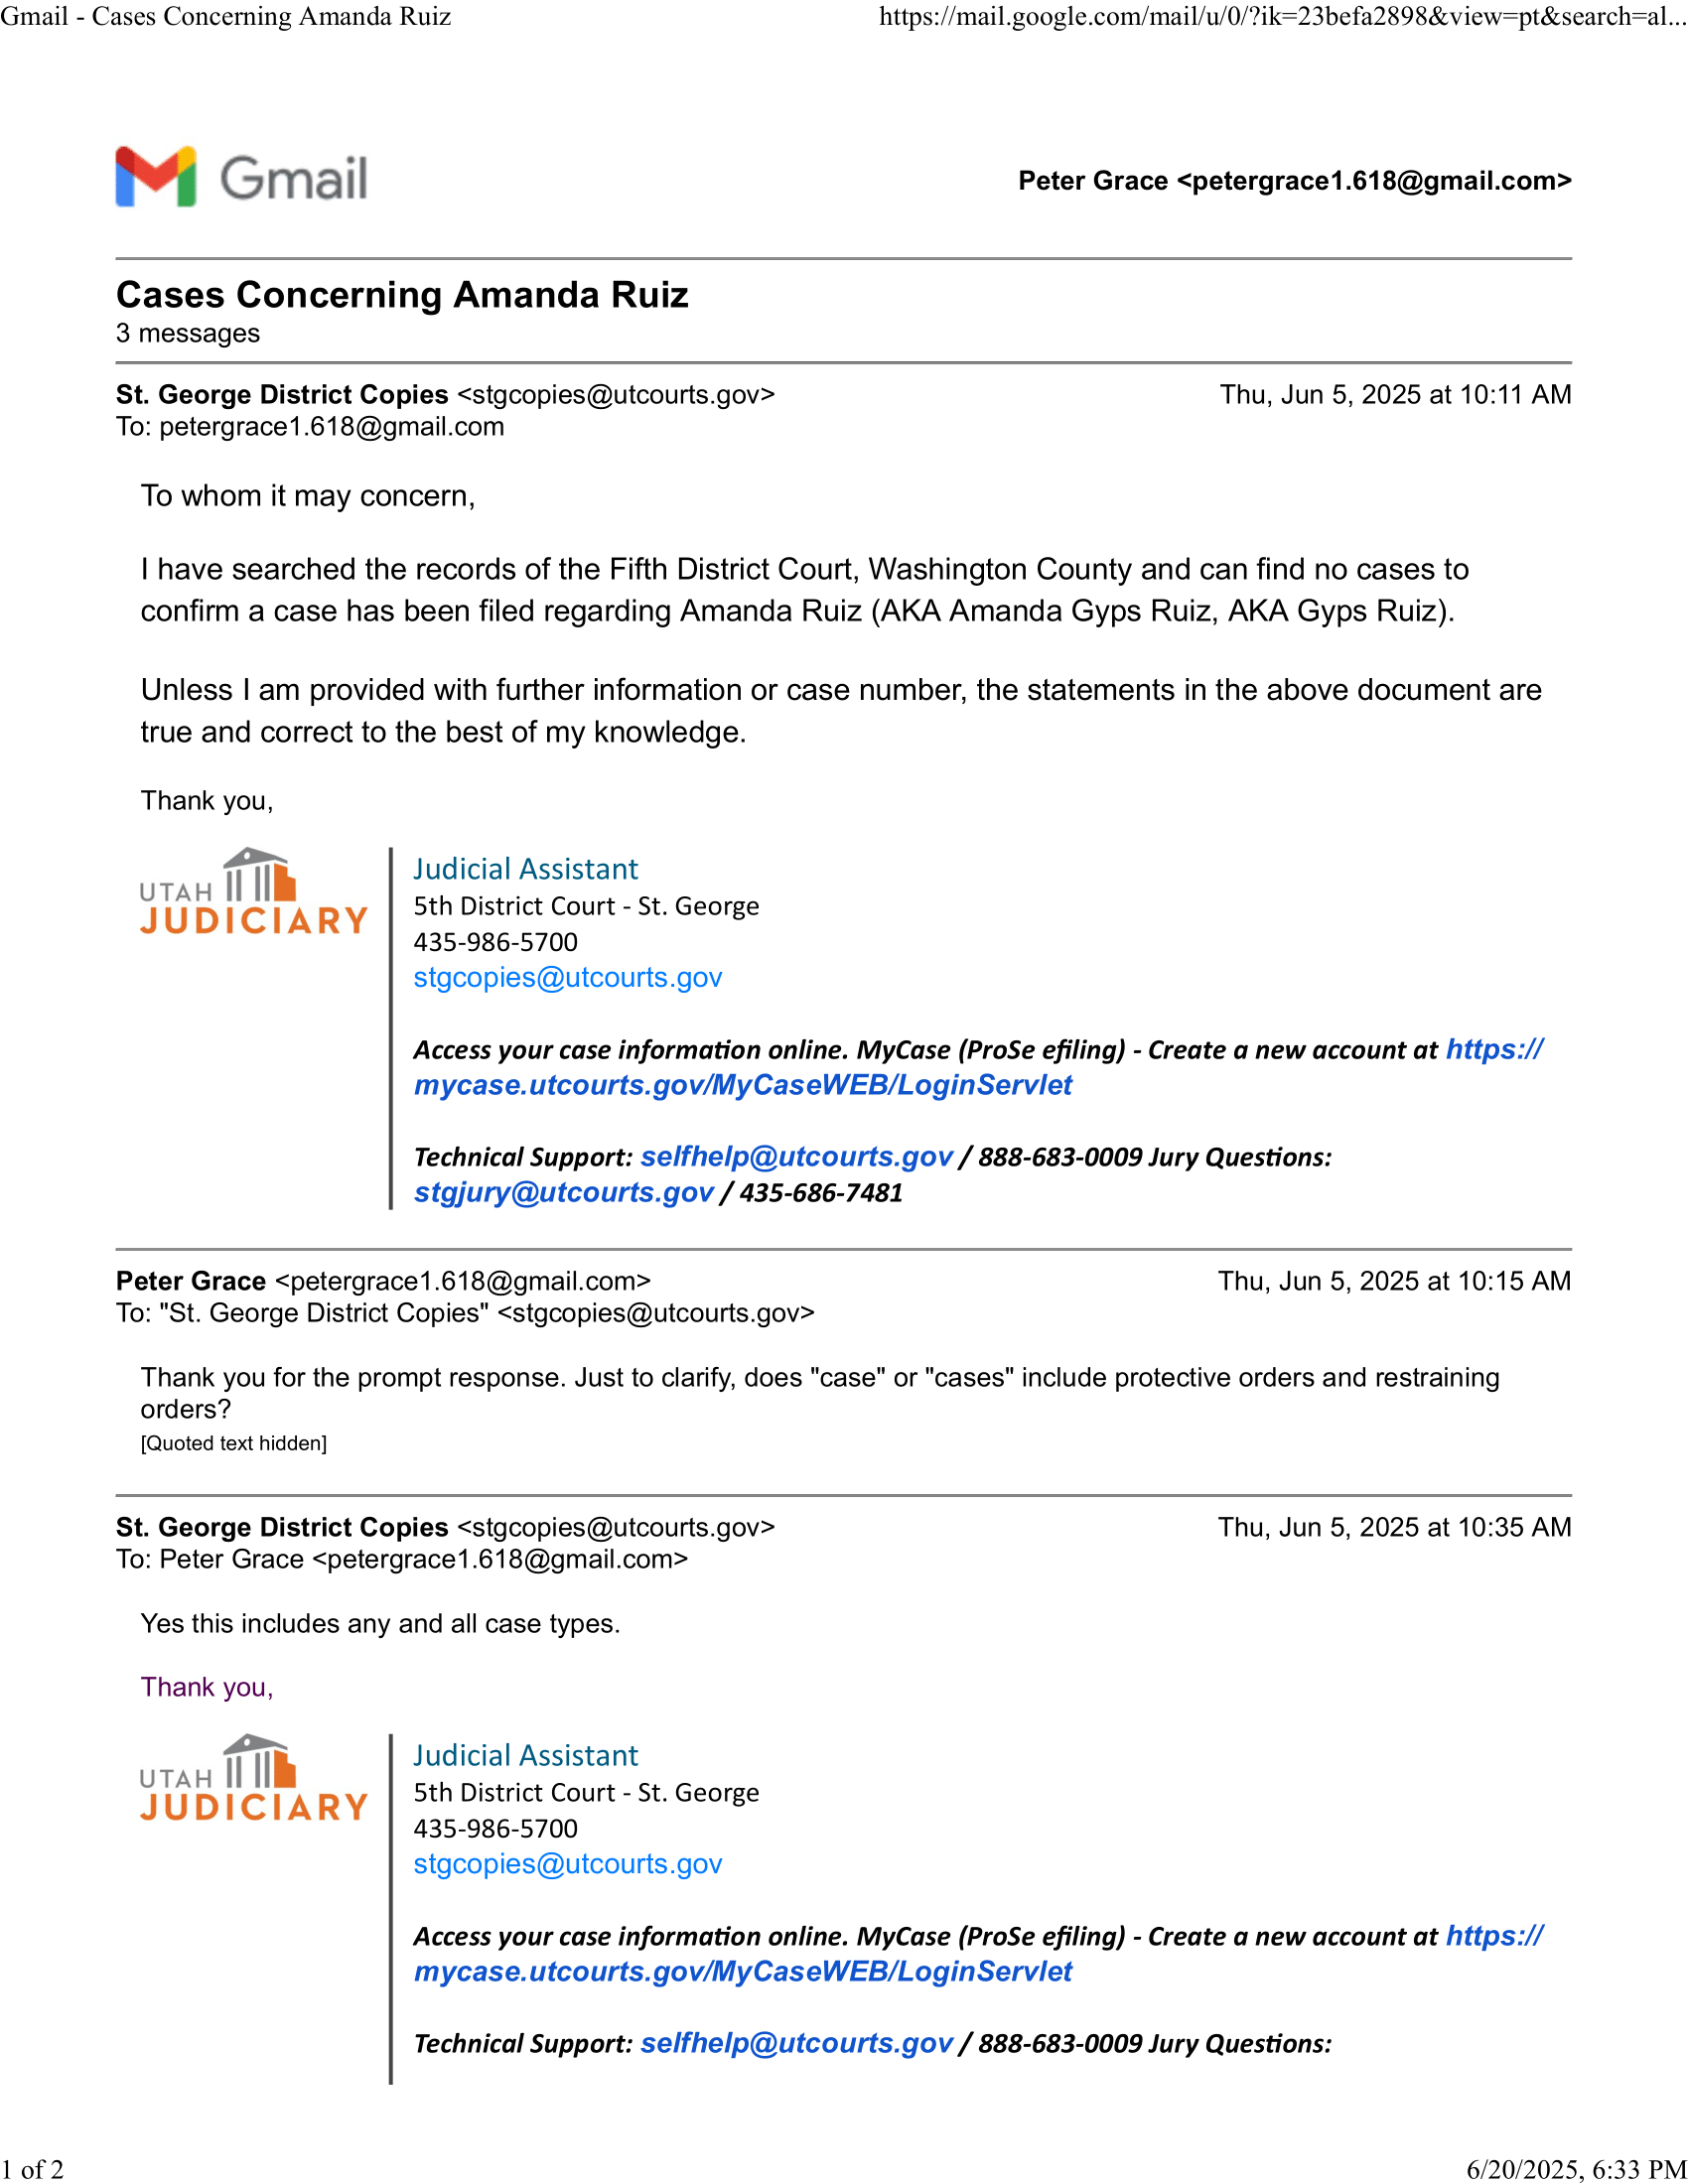 Gmail - Cases Concerning Amanda Ruiz
https://mail.google.com/mail/u/0/?ik=23befa2898&view=pt&search=al...
Gmail
Peter Grace <petergrace1.618@gmail.com>
Cases Concerning Amanda Ruiz
3 messages
St. George District Copies <stgcopies@utcourts.gov>
Thu, Jun 5, 2025 at 10:11 AM
To: petergrace1.618@gmail.com
To whom it may concern,
I have searched the records of the Fifth District Court, Washington County and can find no cases to
confirm a case has been filed regarding Amanda Ruiz (AKA Amanda Gyps Ruiz, AKA Gyps Ruiz).
Unless I am provided with further information or case number, the statements in the above document are
true and correct to the best of my knowledge.
Thank you,
UTAH
JUDICIARY
Judicial Assistant
5th District Court - St. George
435-986-5700
stgcopies@utcourts.gov
Access your case information online. MyCase (ProSe efiling) - Create a new account at https://
mycase.utcourts.gov/MyCaseWEB/LoginServlet
Technical Support: selfhelp@utcourts.gov / 888-683-0009 Jury Questions:
stgjury@utcourts.gov / 435-686-7481
Peter Grace <petergrace1.618@gmail.com>
Thu, Jun 5, 2025 at 10:15 AM
To: "St. George District Copies" <stgcopies@utcourts.gov>
Thank you for the prompt response. Just to clarify, does "case" or "cases" include protective orders and restraining
orders?
[Quoted text hidden]
St. George District Copies <stgcopies@utcourts.gov>
Thu, Jun 5, 2025 at 10:35 AM
To: Peter Grace <petergrace1.618@gmail.com>
Yes this includes any and all case types.
Thank you,
UTAH
JUDICIARY
Judicial Assistant
5th District Court - St. George
435-986-5700
stgcopies@utcourts.gov
Access your case information online. MyCase (ProSe efiling) - Create a new account at https://
mycase.utcourts.gov/MyCaseWEB/LoginServlet
Technical Support: selfhelp@utcourts.gov / 888-683-0009 Jury Questions:
1 of 2
6/20/2025, 6:33 PM